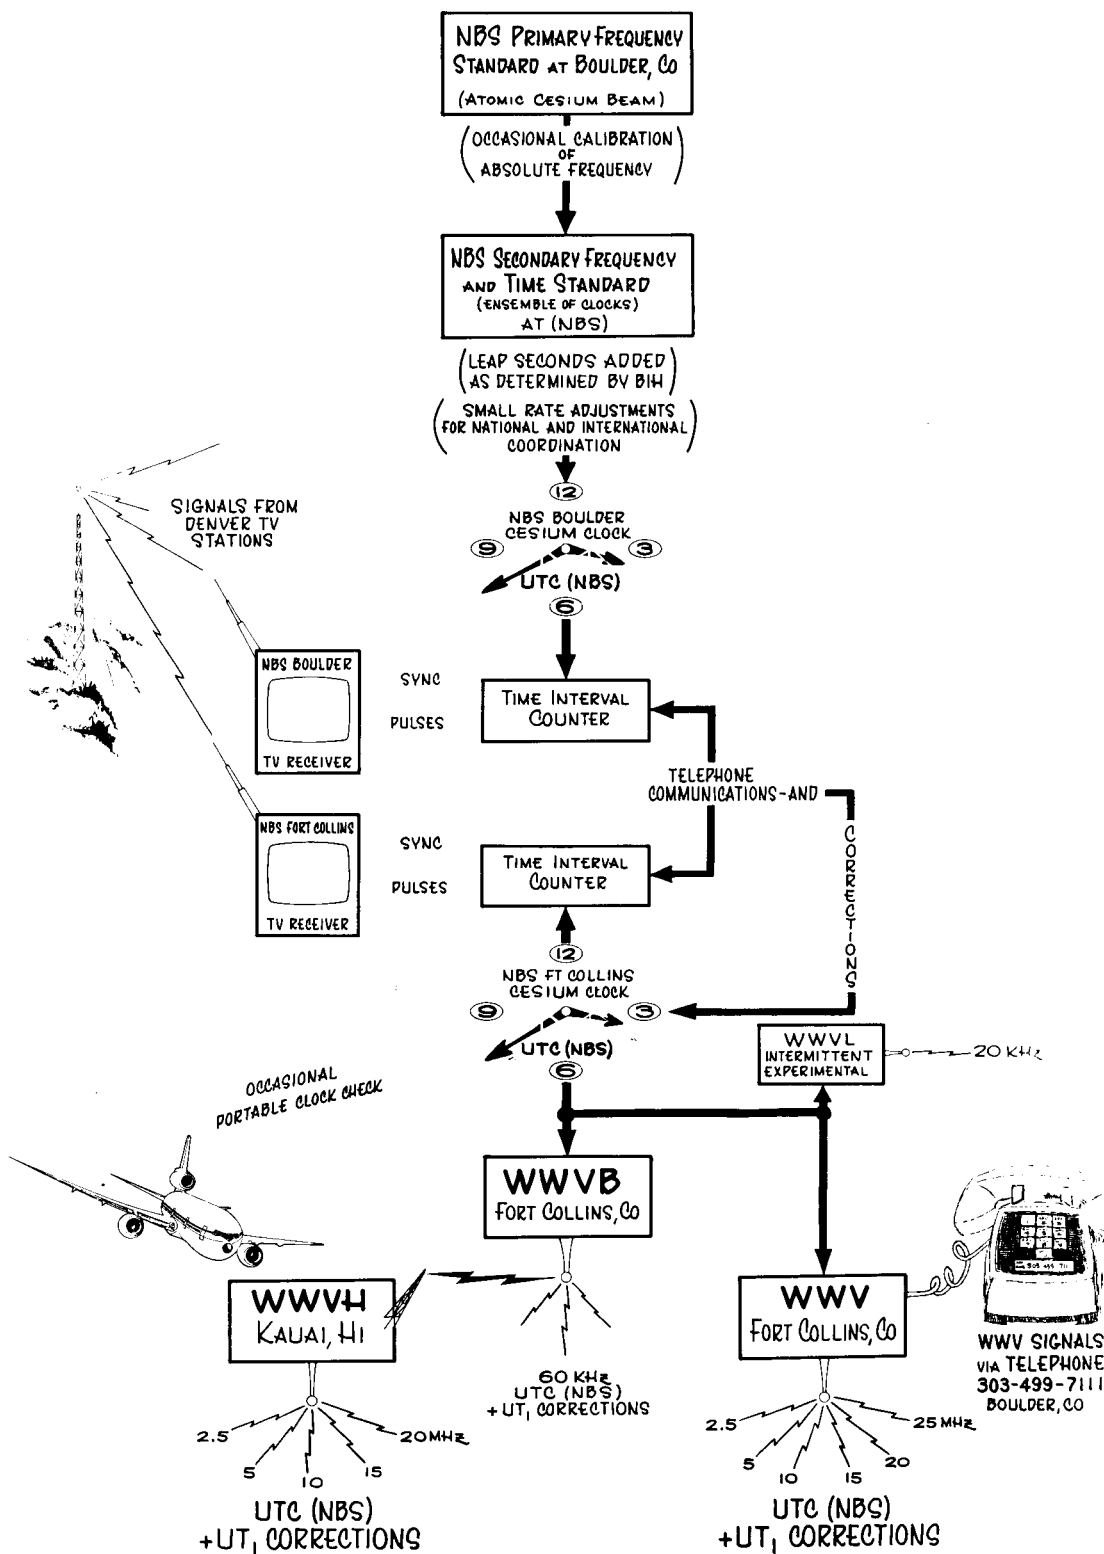 NBS PRIMARY FREQUENCY
STANDARD AT BOULDER, CO
(ATOMIC CESIUM BEAM)
(OCCASIONAL CALIBRATION
OF
ABSOLUTE FREQUENCY)
NBS SECONDARY FREQUENCY
AND TIME STANDARD
(ENSEMBLE OF CLOCKS)
AT (NBS)
(LEAP SECONDS ADDED
AS DETERMINED BY BIH)
(SMALL RATE ADJUSTMENTS
FOR NATIONAL AND INTERNATIONAL
COORDINATION)
12
NBS BOULDER
CESIUM CLOCK
9
3
UTC (NBS)
6
SIGNALS FROM
DENVER TV
STATIONS
NBS BOULDER
TV RECEIVER
SYNC
PULSES
TIME INTERVAL
COUNTER
TELEPHONE
COMMUNICATIONS-AND
CORRECTIONS
NBS FORT COLLINS
TV RECEIVER
SYNC
PULSES
TIME INTERVAL
COUNTER
12
NBS FT COLLINS
CESIUM CLOCK
9
3
UTC (NBS)
6
WWVL
INTERMITTENT
EXPERIMENTAL
20 KHz
OCCASIONAL
PORTABLE CLOCK CHECK
WWVB
FORT COLLINS, CO
60 KHz
UTC (NBS)
+UT1 CORRECTIONS
WWVH
KAUAI, HI
2.5
5
10
15
20 MHz
UTC (NBS)
+UT1 CORRECTIONS
WWV
FORT COLLINS, CO
2.5
5
10
15
20
25 MHz
UTC (NBS)
+UT1 CORRECTIONS
WWV SIGNALS
VIA TELEPHONE
303-499-7111
BOULDER, CO